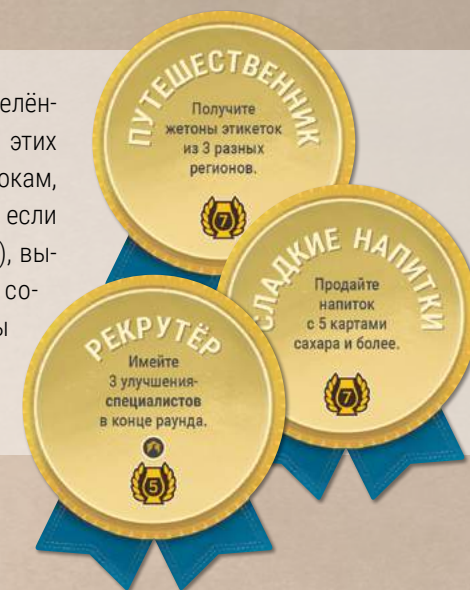 елён-
этих
окам,
если
), вы-
со-
ы
ПУТЕШЕСТВЕННИК
Получите
жетоны этикеток
из 3 разных
регионов.
7
СЛАДКИЕ НАПИТКИ
Продайте
напиток
с 5 картами
сахара и более.
7
РЕКРУТЁР
Имейте
3 улучшения-
специалистов
в конце раунда.
5